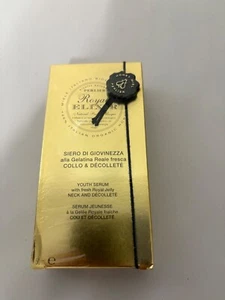 PERLIER
Royal
ELIXIR
SIERO DI GIOVINEZZA
alla Gelatina Reale fresca
COLLO & DÉCOLLETÉ
YOUTH SERUM
with fresh Royal Jelly
NECK AND DÉCOLLETÉ
SÉRUM JEUNESSE
à la Gelée Royale fraîche
COU ET DÉCOLLETÉ